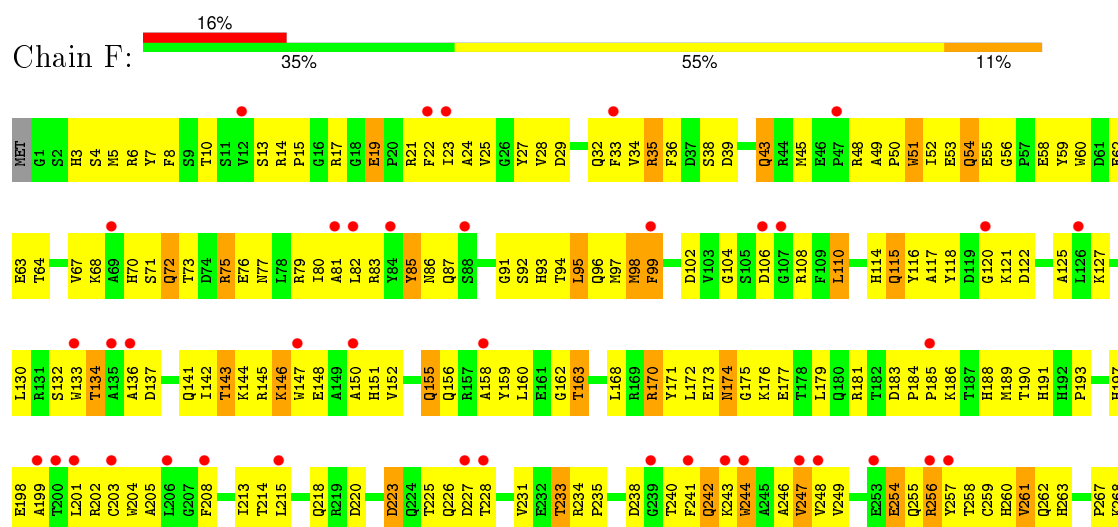 16%
Chain F:
35% 55% 11%
MET G1 S2 H3 S4 M5 R6 Y7 F8 S9 T10 S11 V12 S13 R14 P15 G16 R17 G18 E19 P20 R21 F22 I23 A24 V25 G26 Y27 V28 D29 Q32 F33 V34 R35 F36 D37 S38 D39 Q43 R44 M45 E46 P47 R48 A49 P50 W51 I52 E53 Q54 E55 G56 P57 E58 Y59 W60 D61
E63 T64 V67 K68 A69 H70 S71 Q72 T73 D74 R75 E76 N77 L78 R79 I80 A81 L82 R83 Y84 Y85 N86 Q87 S88 G91 S92 H93 T94 L95 Q96 M97 M98 F99 D102 V103 G104 S105 D106 G107 R108 F109 L110 H114 Q115 Y116 A117 Y118 D119 G120 K121 D122 A125 L126 K127
L130 R131 S132 W133 T134 A135 A136 D137 Q141 I142 T143 K144 R145 K146 W147 E148 A149 A150 H151 V152 Q155 Q156 R157 A158 Y159 L160 E161 G162 T163 L168 R169 R170 Y171 L172 E173 N174 G175 K176 E177 T178 L179 Q180 R181 T182 D183 P184 P185 K186 T187 H188 M189 T190 H191 H192 P193
E198 A199 T200 L201 R202 C203 W204 A205 L206 G207 F208 I213 T214 L215 Q218 R219 D220 D223 Q224 T225 Q226 D227 T228 V231 E232 T233 R234 P235 D238 G239 T240 F241 Q242 K243 W244 A245 A246 V247 V248 V249 E253 E254 Q255 R256 Y257 T258 C259 H260 V261 Q262 H263 P267